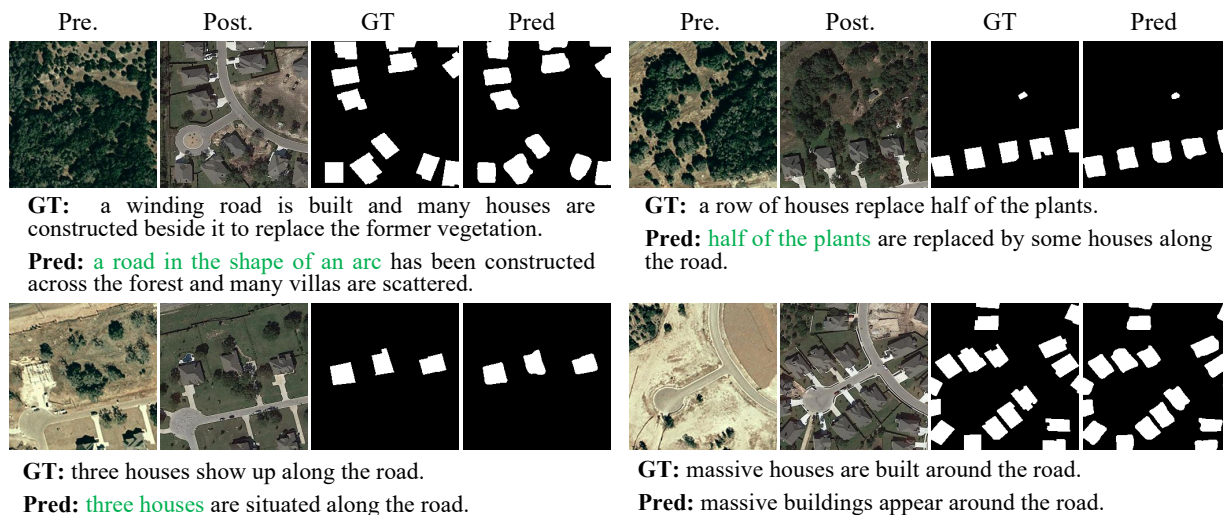 Pre. Post. GT Pred
GT: a winding road is built and many houses are
constructed beside it to replace the former vegetation.
Pred: a road in the shape of an arc has been constructed
across the forest and many villas are scattered.
Pre. Post. GT Pred
GT: a row of houses replace half of the plants.
Pred: half of the plants are replaced by some houses along
the road.
GT: three houses show up along the road.
Pred: three houses are situated along the road.
GT: massive houses are built around the road.
Pred: massive buildings appear around the road.